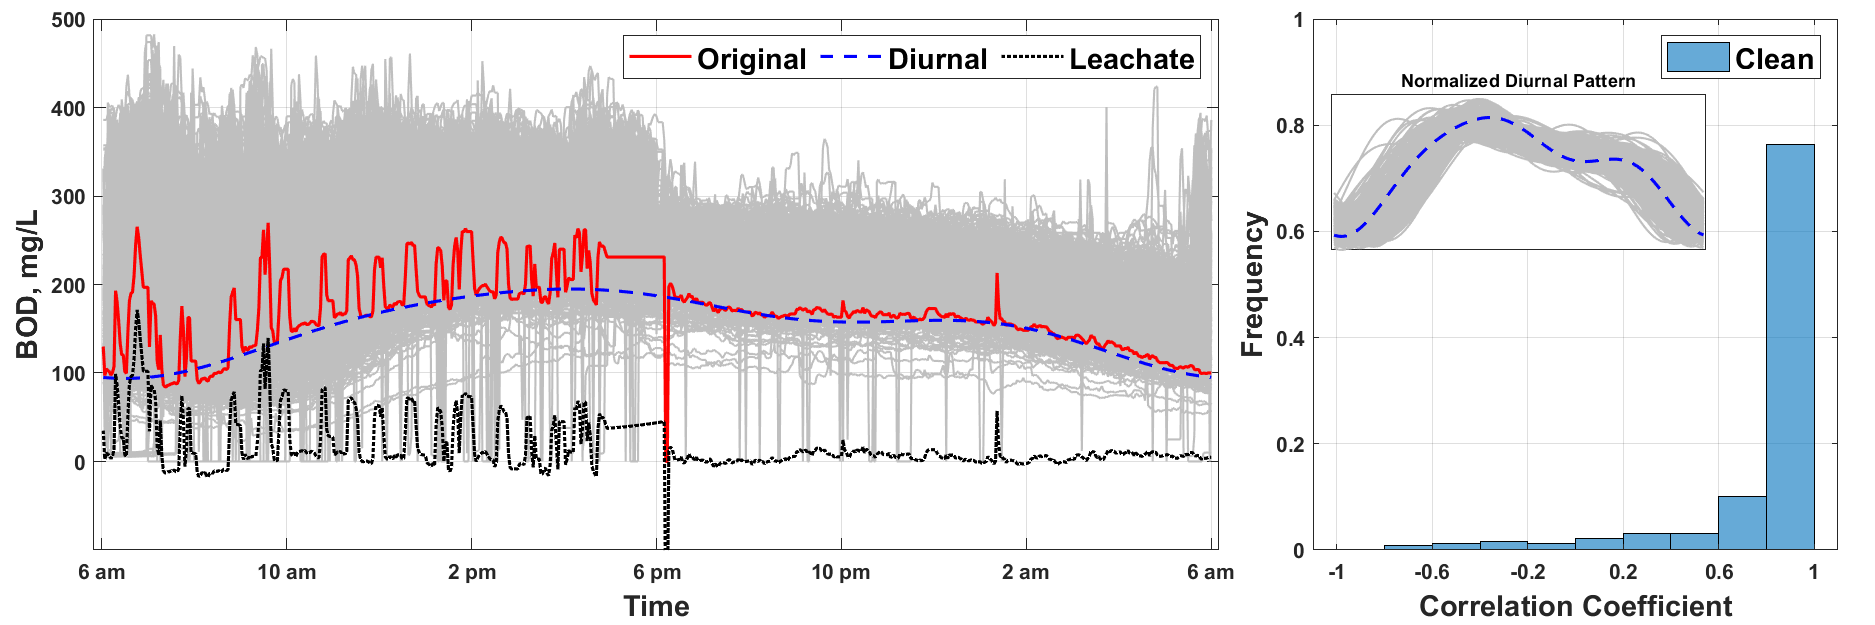 500
400
300
200
100
0
BOD, mg/L
Original Diurnal Leachate
6 am 10 am 2 pm 6 pm 10 pm 2 am 6 am
Time
1
0.8
0.6
0.4
0.2
0
Frequency
Clean
Normalized Diurnal Pattern
-1 -0.6 -0.2 0.2 0.6 1
Correlation Coefficient